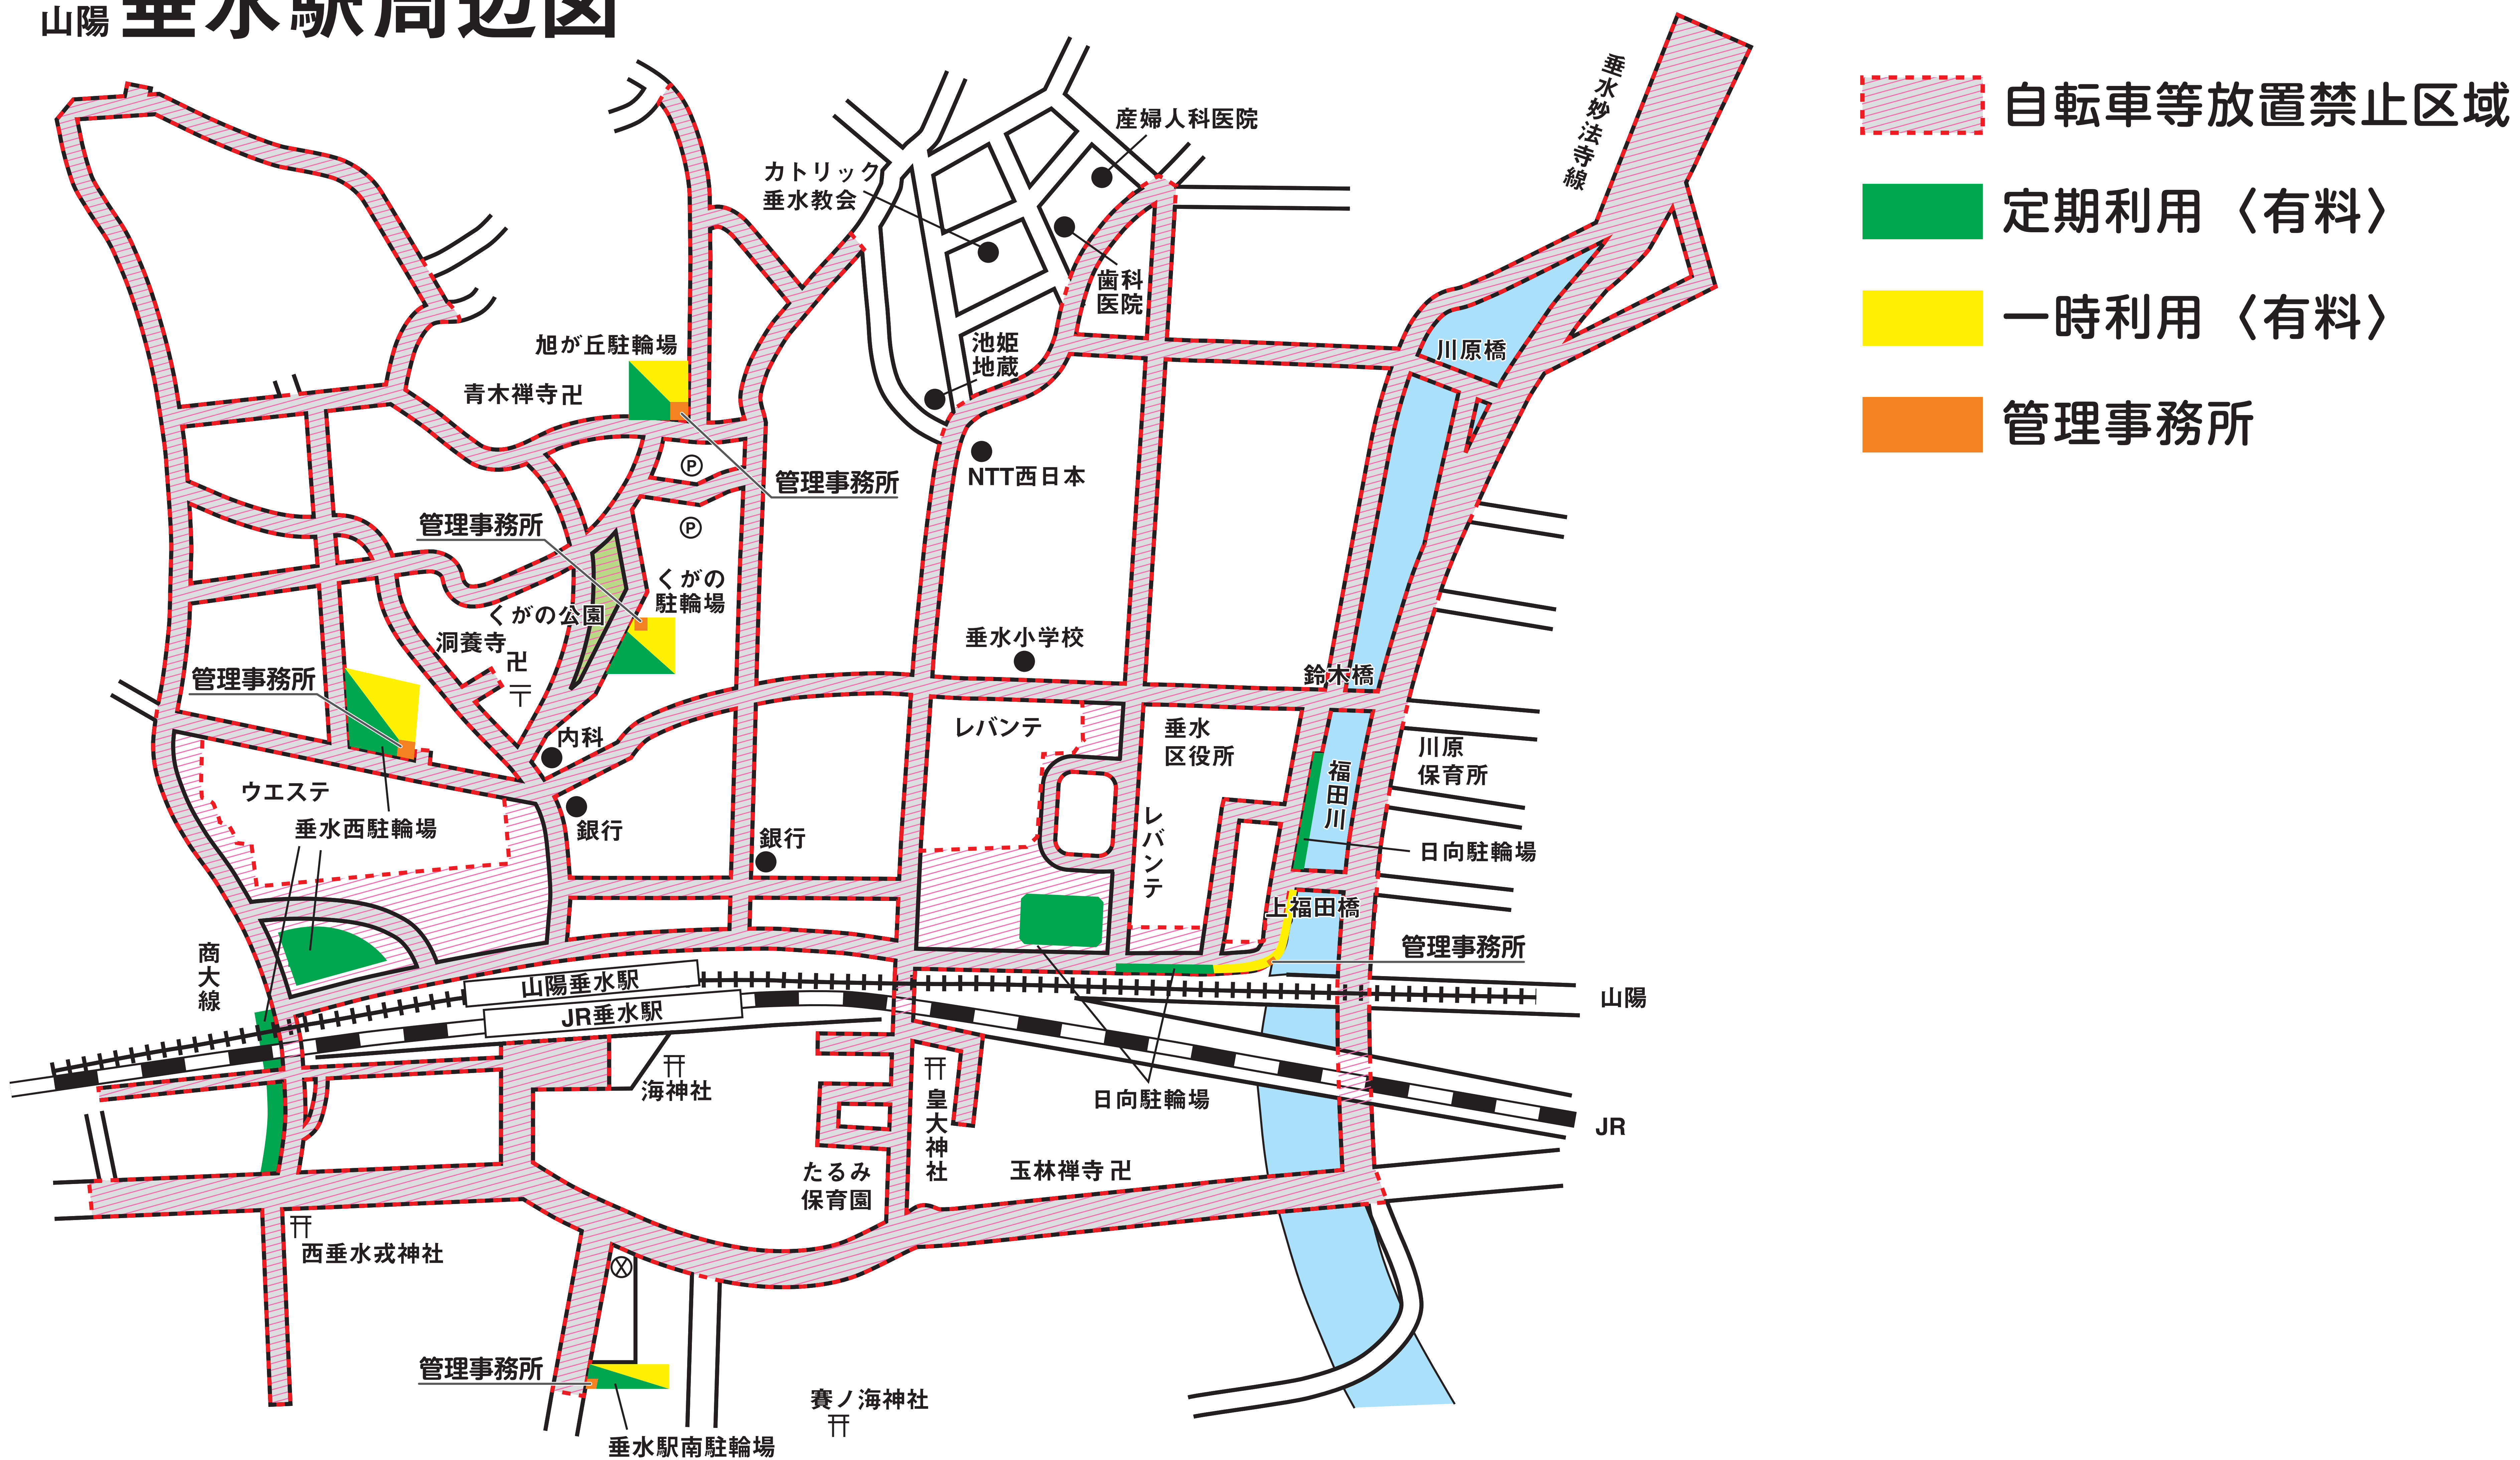 山陽 垂水駅周辺図
自転車等放置禁止区域
定期利用〈有料〉
一時利用〈有料〉
管理事務所
垂水妙法寺線
産婦人科医院
カトリック
垂水教会
歯科
医院
池姫
地蔵
川原橋
旭が丘駐輪場
青木禅寺卍
P
管理事務所
NTT西日本
管理事務所
P
くがの
駐輪場
くがの公園
洞養寺
卍
垂水小学校
鈴木橋
管理事務所
内科
レバンテ
垂水
区役所
川原
保育所
福田川
ウエステ
垂水西駐輪場
銀行
銀行
レバンテ
日向駐輪場
上福田橋
管理事務所
商大線
山陽垂水駅
JR垂水駅
山陽
海神社
皇大神社
日向駐輪場
JR
たるみ
保育園
玉林禅寺卍
西垂水戎神社
管理事務所
賽ノ海神社
垂水駅南駐輪場